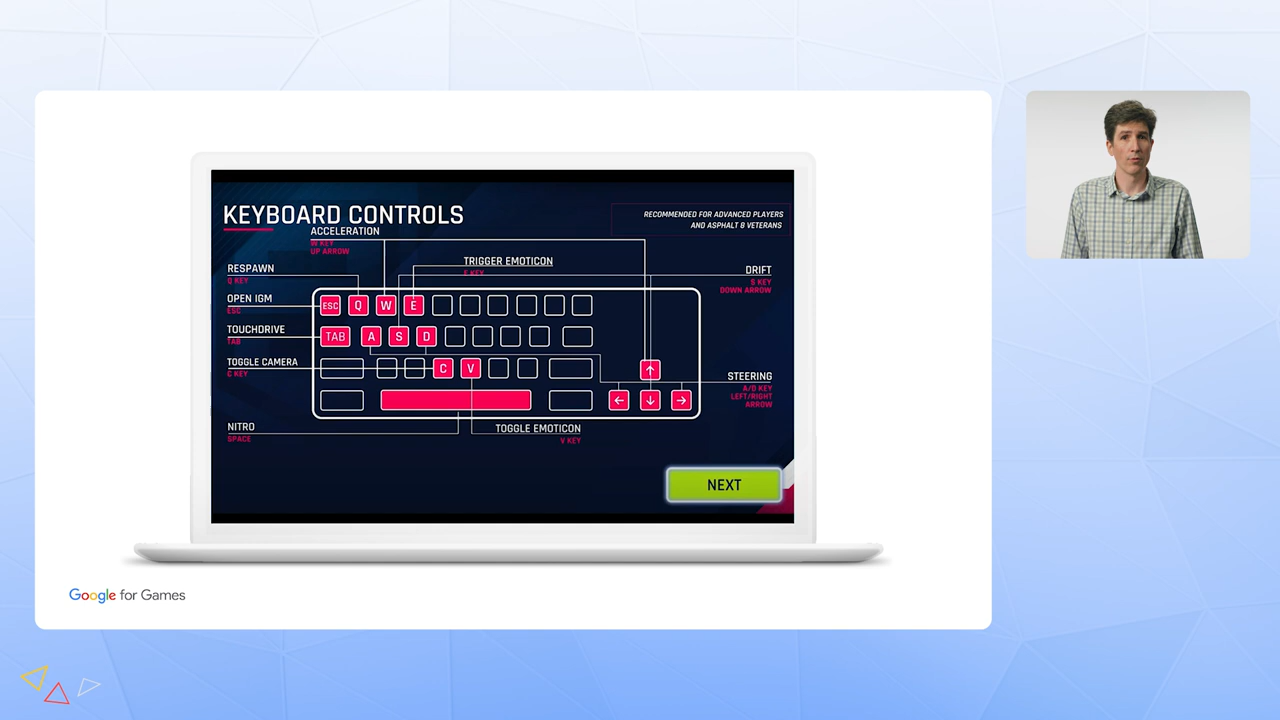 KEYBOARD CONTROLS
RECOMMENDED FOR ADVANCED PLAYERS
AND ASPHALT 8 VETERANS
ACCELERATION
W KEY
UP ARROW
TRIGGER EMOTICON
E KEY
RESPAWN
Q KEY
DRIFT
S KEY
DOWN ARROW
OPEN IGM
ESC
ESC Q W E
TOUCHDRIVE
TAB
TAB A S D
TOGGLE CAMERA
C KEY
C V
↑
STEERING
A/D KEY
LEFT/RIGHT
ARROW
← ↓ →
NITRO
SPACE
TOGGLE EMOTICON
V KEY
NEXT
Google for Games